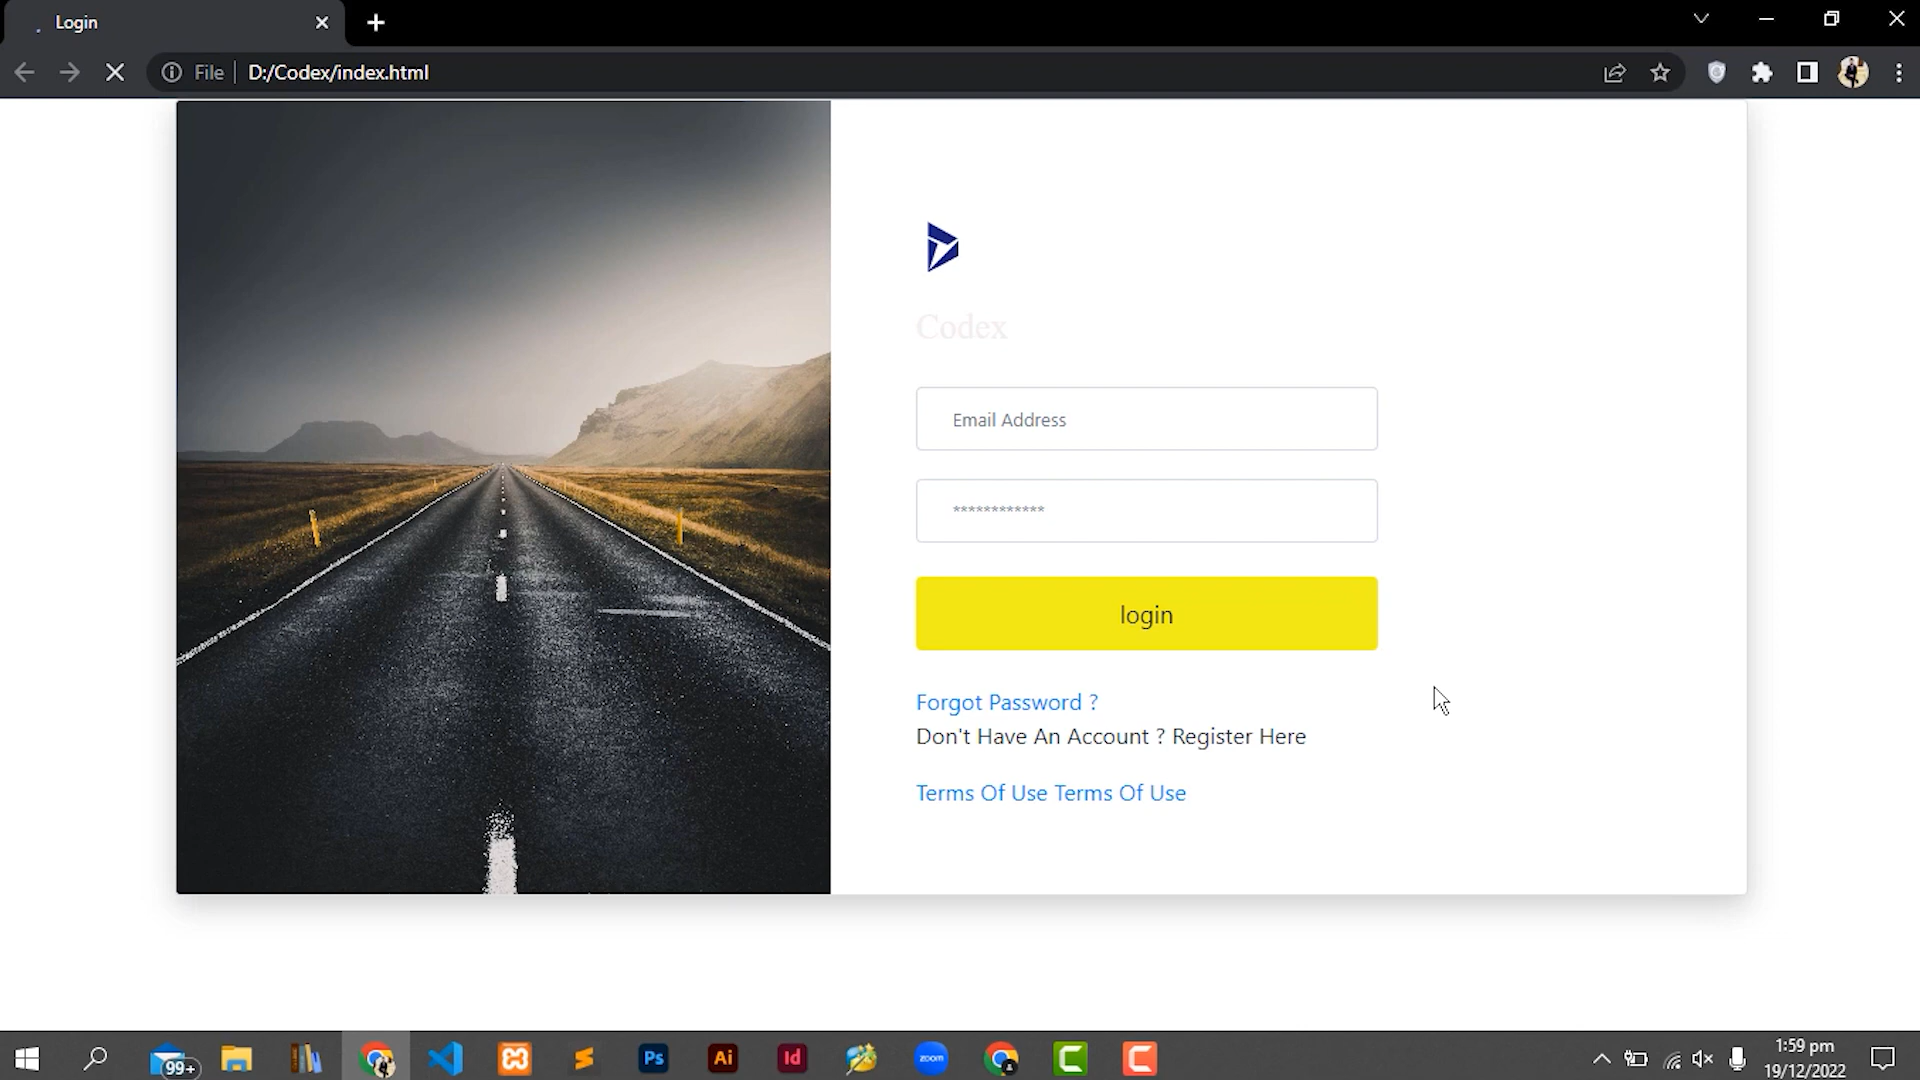 Login
File
D:/Codex/index.html
Codex
Email Address
************
login
Forgot Password ?
Don't Have An Account ? Register Here
Terms Of Use Terms Of Use
99+
Ps
Ai
Id
zoom
1:59 pm
19/12/2022